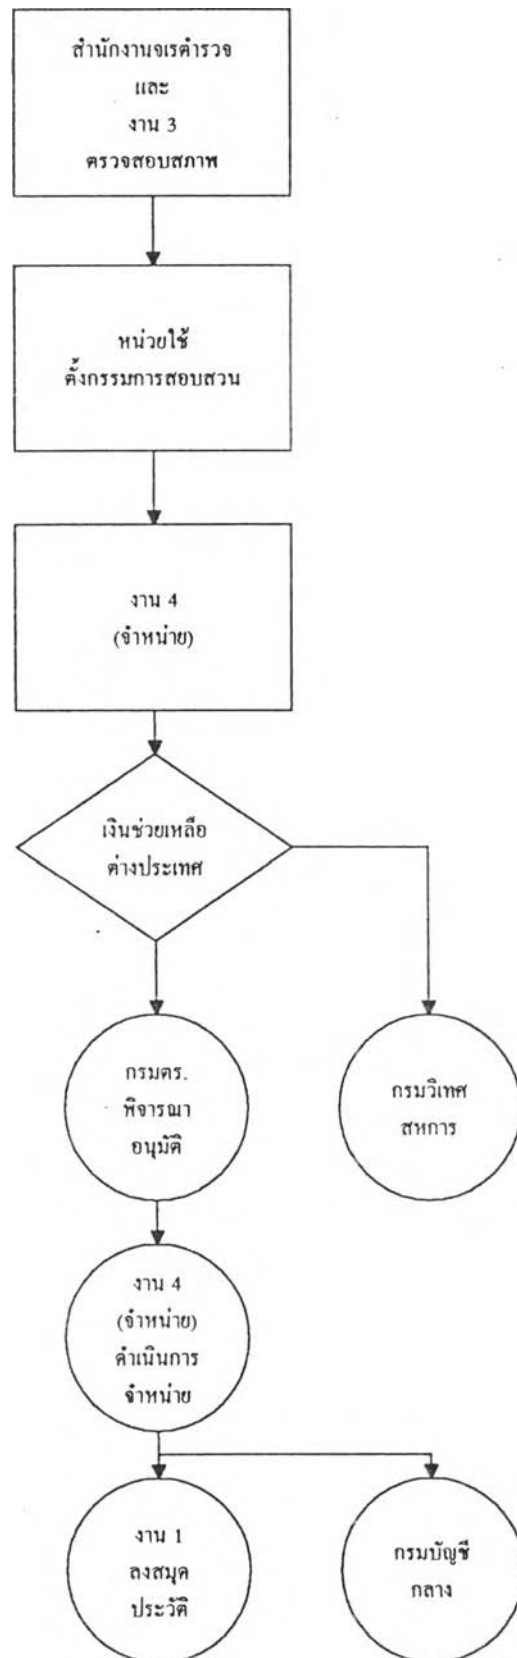 สำนักงานจเรตำรวจ
และ
งาน 3
ตรวจสอบสภาพ
หน่วยใช้
ตั้งกรรมการสอบสวน
งาน 4
(จำหน่าย)
เงินช่วยเหลือ
ต่างประเทศ
กรมตร.
พิจารณา
อนุมัติ
กรมวิเทศ
สหการ
งาน 4
(จำหน่าย)
ดำเนินการ
จำหน่าย
งาน 1
ลงสมุด
ประวัติ
กรมบัญชี
กลาง